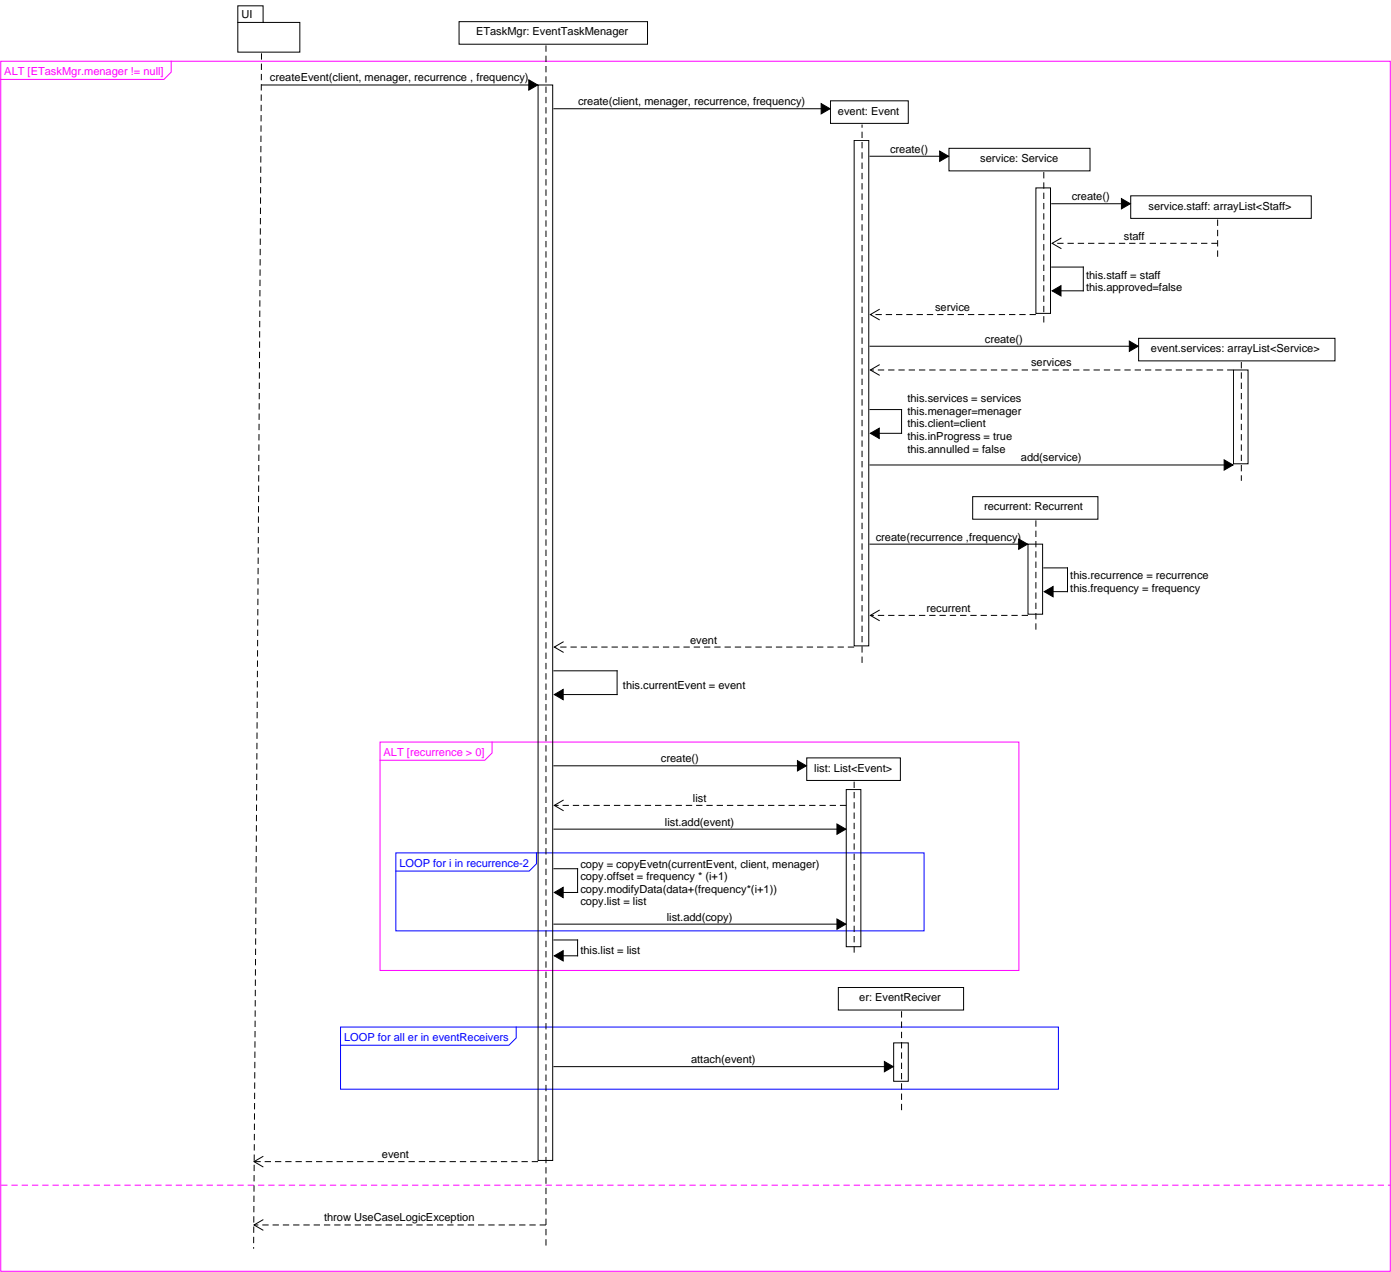 UI
ETaskMgr: EventTaskMenager
ALT [ETaskMgr.menager != null]
createEvent(client, menager, recurrence , frequency)
create(client, menager, recurrence, frequency)
event: Event
create()
service: Service
create()
service.staff: arrayList<Staff>
staff
this.staff = staff
this.approved=false
service
create()
event.services: arrayList<Service>
services
this.services = services
this.menager=menager
this.client=client
this.inProgress = true
this.annulled = false
add(service)
recurrent: Recurrent
create(recurrence ,frequency)
this.recurrence = recurrence
this.frequency = frequency
recurrent
event
this.currentEvent = event
ALT [recurrence > 0]
create()
list: List<Event>
list
list.add(event)
LOOP for i in recurrence-2
copy = copyEvetn(currentEvent, client, menager)
copy.offset = frequency * (i+1)
copy.modifyData(data+(frequency*(i+1))
copy.list = list
list.add(copy)
this.list = list
er: EventReciver
LOOP for all er in eventReceivers
attach(event)
event
throw UseCaseLogicException